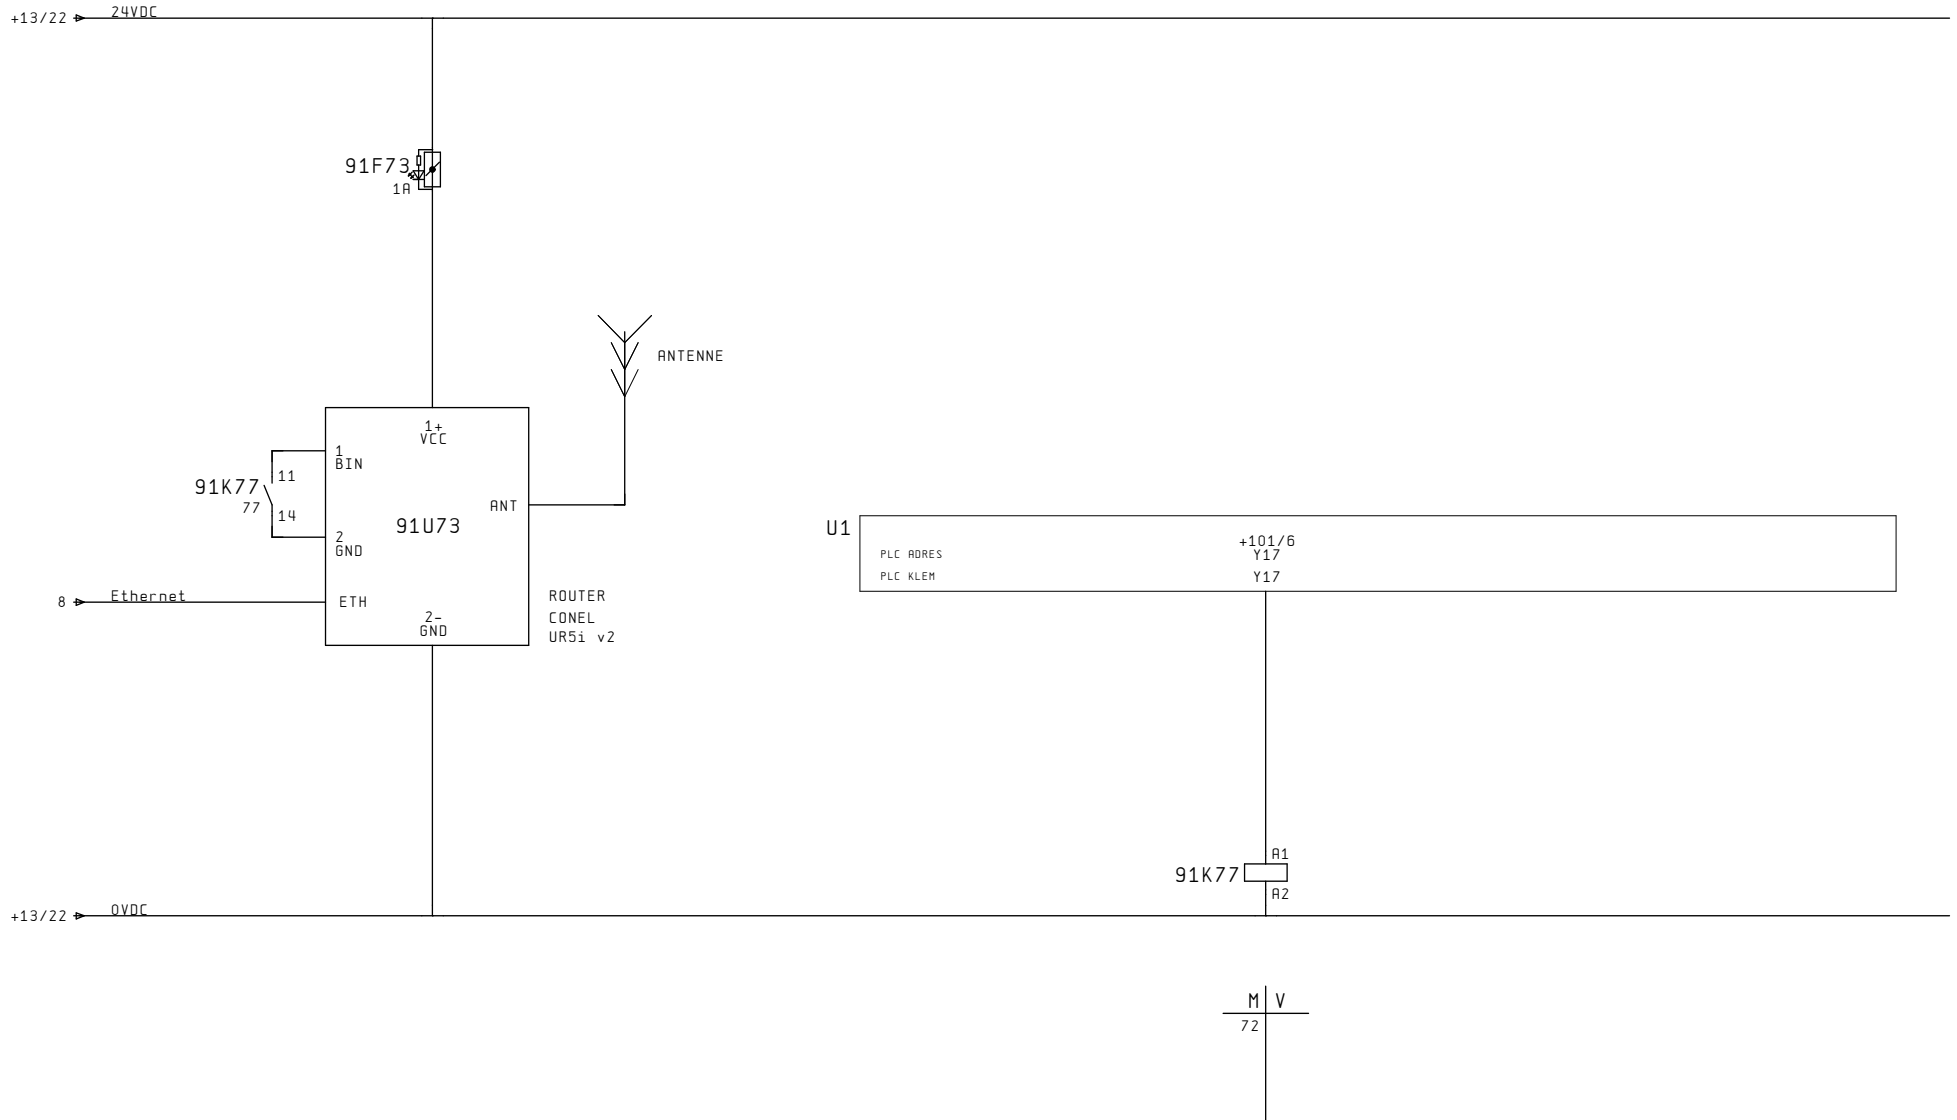 +13/22 24VDC
91F73
1A
ANTENNE
1+
VCC
1
BIN
11
91K77
77
14
2
GND
91U73
ANT
8 Ethernet
ETH
2-
GND
ROUTER
CONEL
UR5i v2
U1
+101/6
PLC ADRES Y17
PLC KLEM Y17
A1
91K77
A2
+13/22 0VDC
M V
72